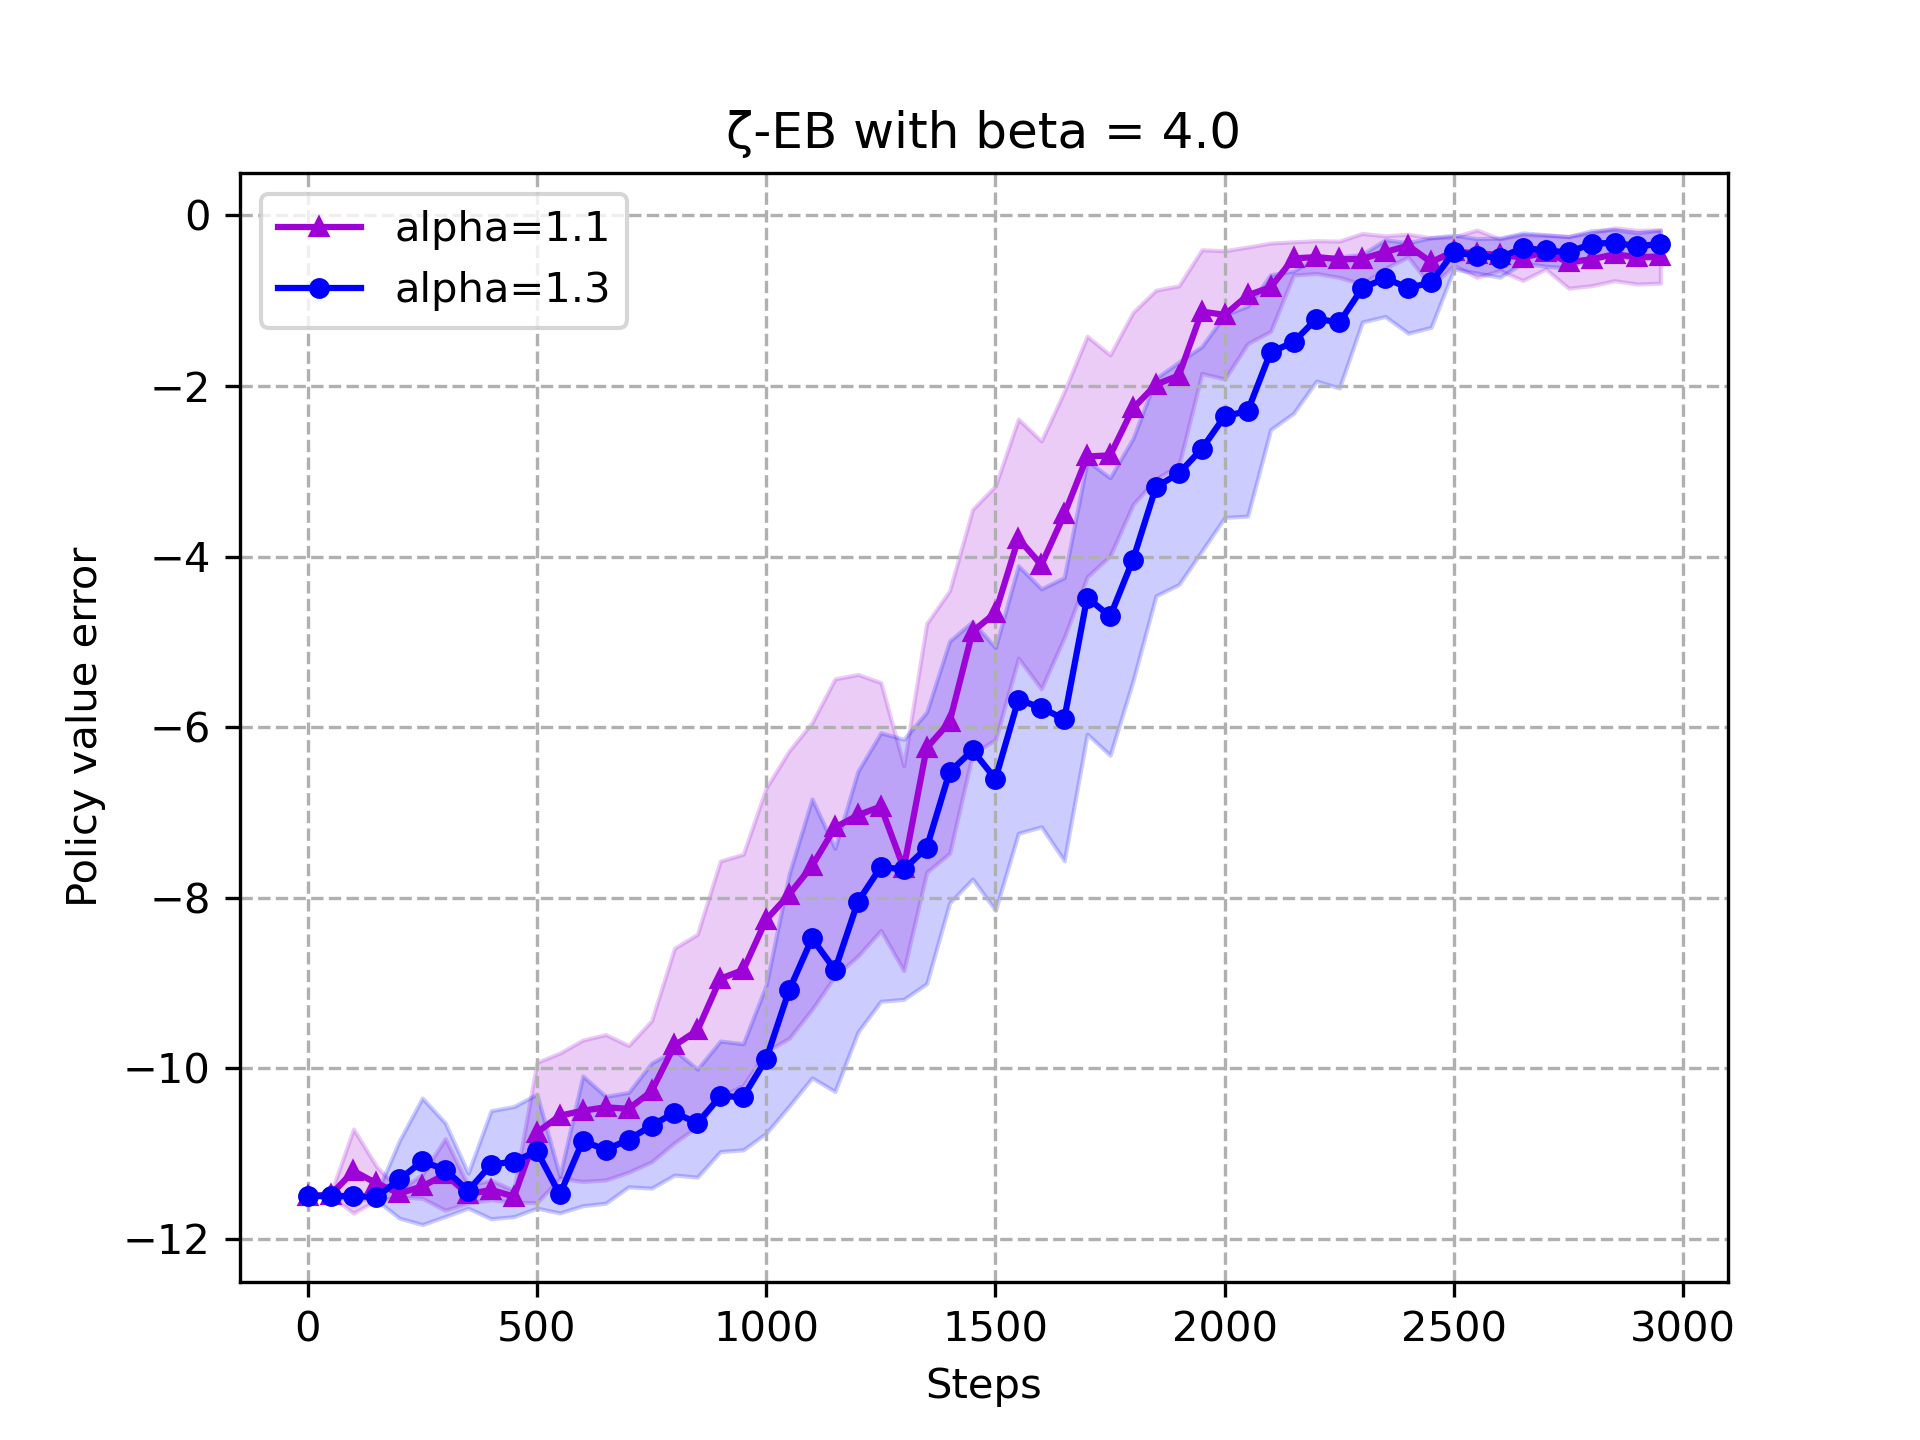 ζ-EB with beta = 4.0
alpha=1.1
alpha=1.3
0
−2
−4
−6
−8
−10
−12
Policy value error
0 500 1000 1500 2000 2500 3000
Steps